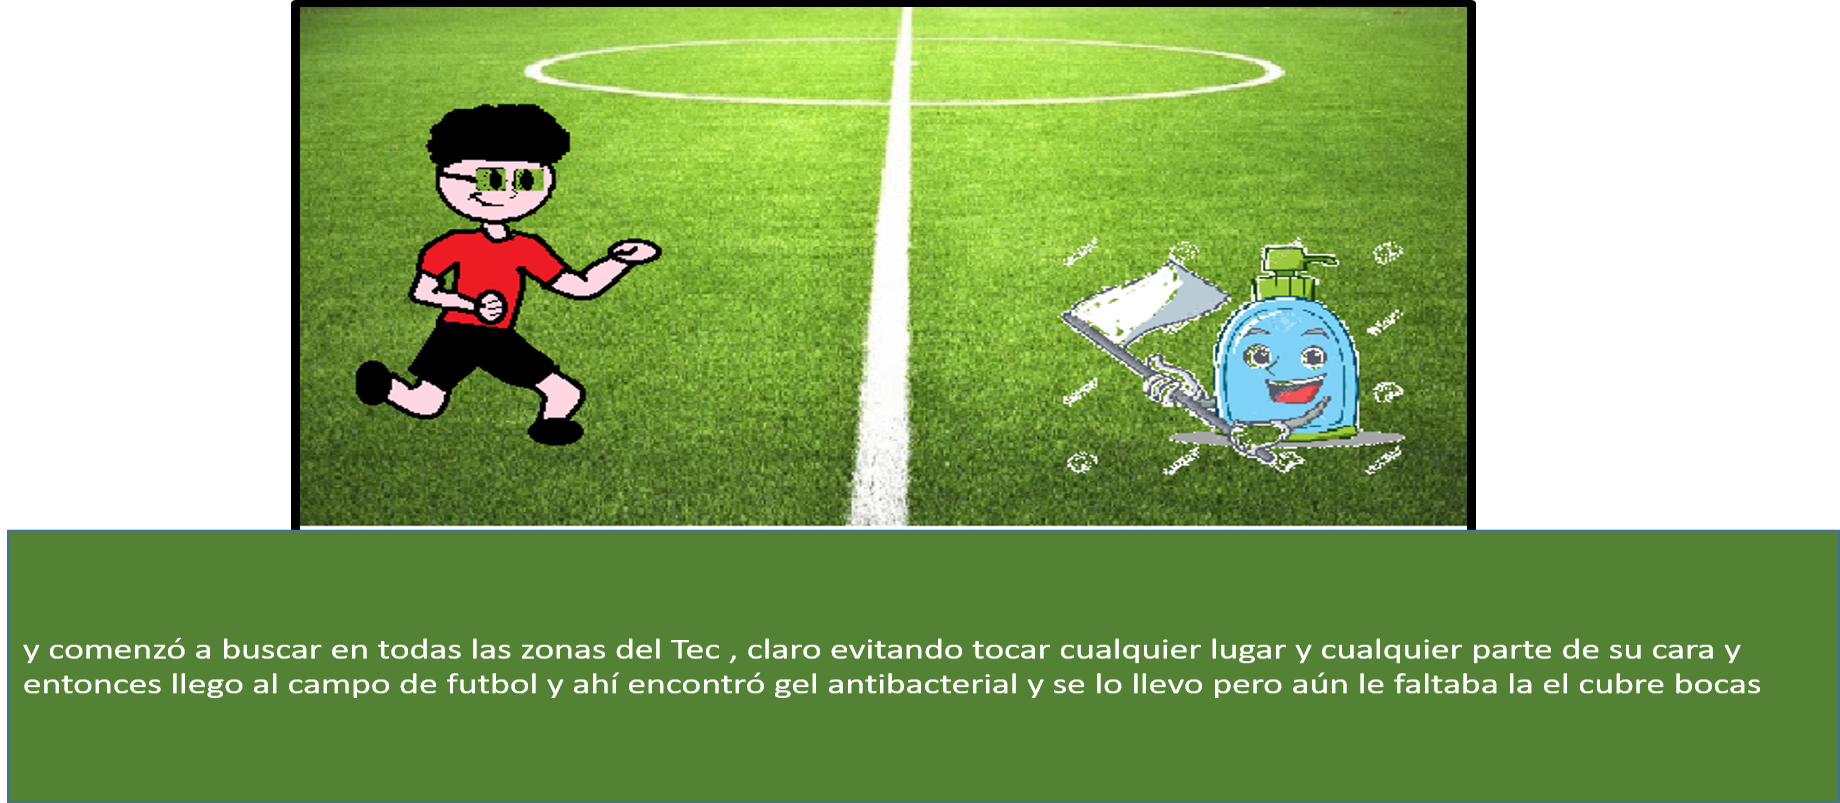 y comenzó a buscar en todas las zonas del Tec , claro evitando tocar cualquier lugar y cualquier parte de su cara y
entonces llego al campo de futbol y ahí encontró gel antibacterial y se lo llevo pero aún le faltaba la el cubre bocas